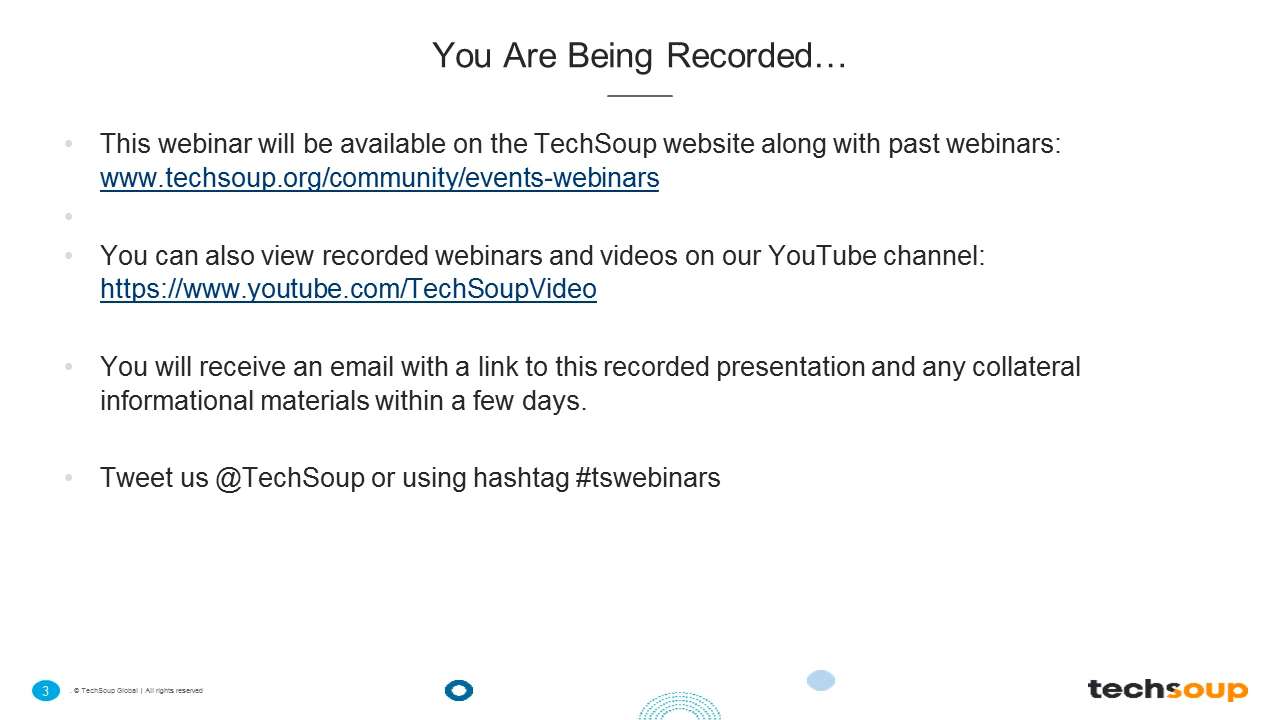 You Are Being Recorded…
• This webinar will be available on the TechSoup website along with past webinars:
www.techsoup.org/community/events-webinars
•
• You can also view recorded webinars and videos on our YouTube channel:
https://www.youtube.com/TechSoupVideo
• You will receive an email with a link to this recorded presentation and any collateral
informational materials within a few days.
• Tweet us @TechSoup or using hashtag #tswebinars
3 . © TechSoup Global | All rights reserved
techsoup